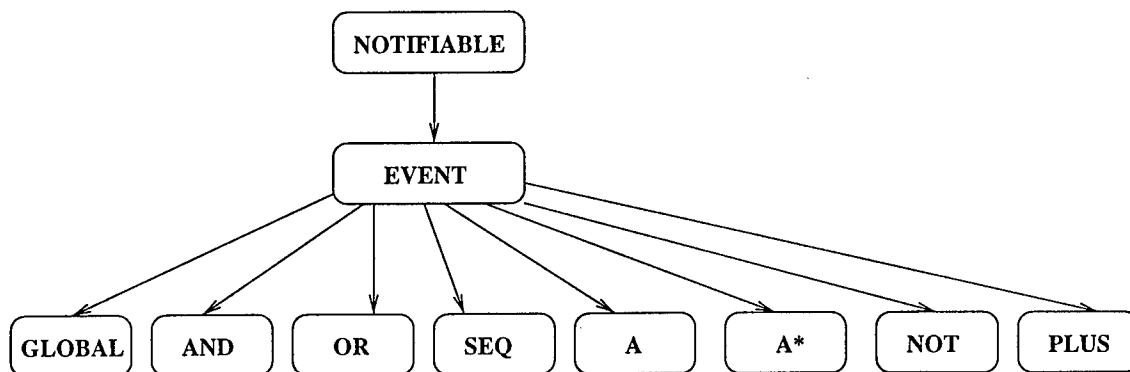 NOTIFIABLE
EVENT
GLOBAL
AND
OR
SEQ
A
A*
NOT
PLUS